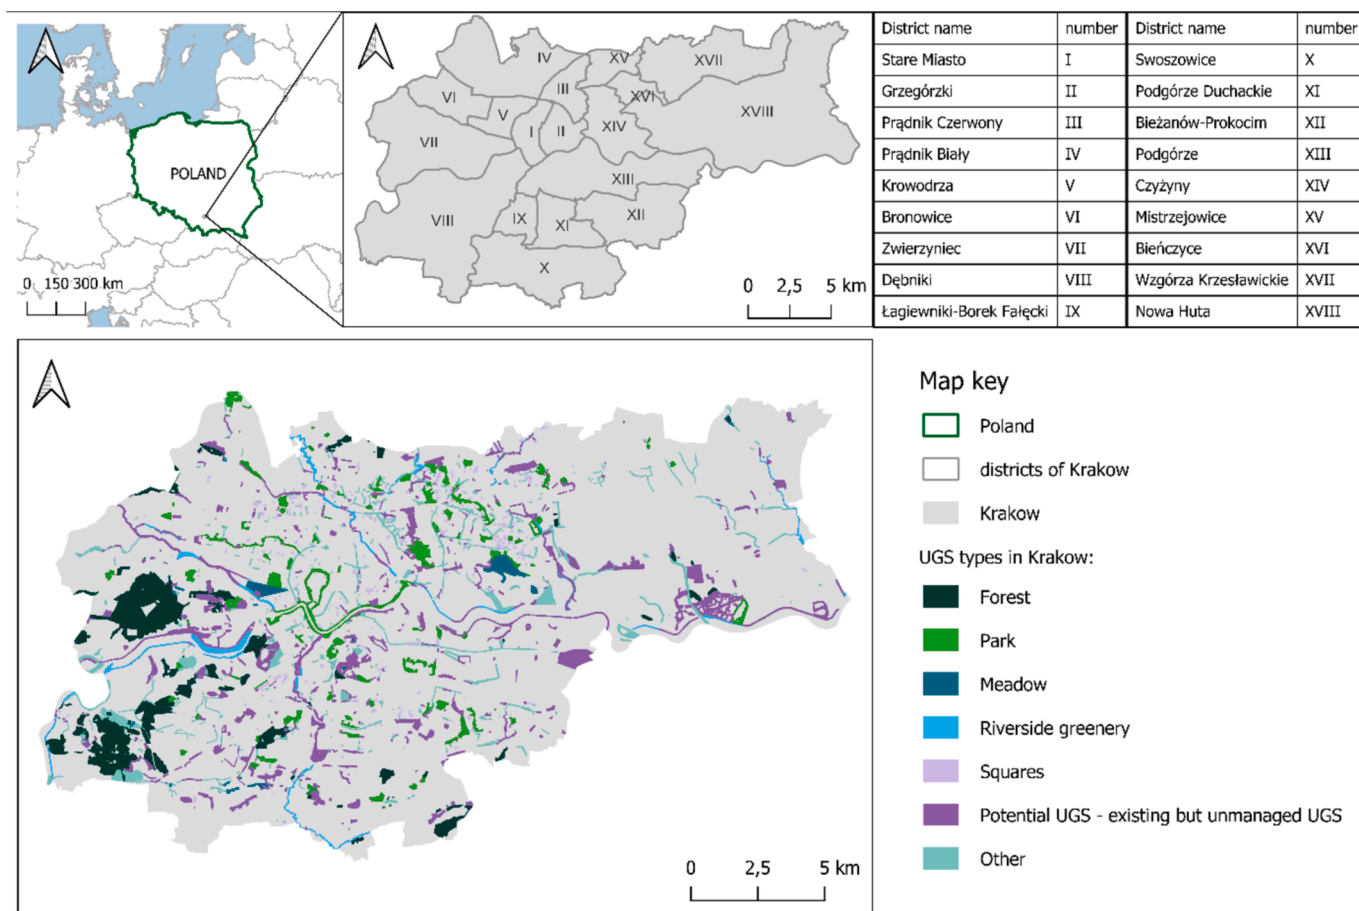 POLAND
0 150 300 km
IV
XV
XVII
III
VI
XVI
V
XVIII
I
II
XIV
VII
XIII
VIII
IX
XI
XII
X
0 2,5 5 km
District name number District name number
Stare Miasto I Swoszowice X
Grzegórzki II Podgórze Duchackie XI
Prądnik Czerwony III Bieżanów-Prokocim XII
Prądnik Biały IV Podgórze XIII
Krowodrza V Czyżyny XIV
Bronowice VI Mistrzejowice XV
Zwierzyniec VII Bieńczyce XVI
Dębniki VIII Wzgórza Krzesławickie XVII
Łagiewniki-Borek Fałęcki IX Nowa Huta XVIII
Map key
Poland
districts of Krakow
Krakow
UGS types in Krakow:
Forest
Park
Meadow
Riverside greenery
Squares
Potential UGS - existing but unmanaged UGS
Other
0 2,5 5 km